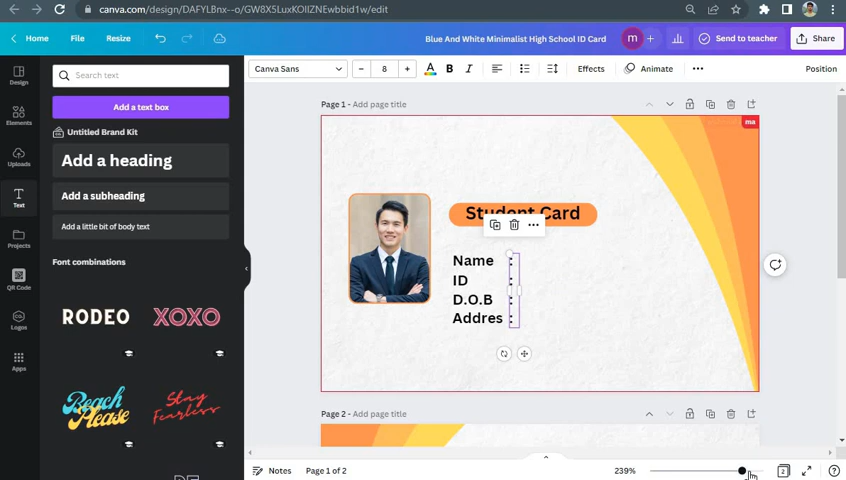 canva.com/design/DAFYLBnx--o/GW8X5LuxKOIIZNEwbbid1w/edit
Home File Resize Blue And White Minimalist High School ID Card m + Send to teacher Share
Design
Elements
Uploads
Text
Projects
QR Code
Logos
Apps
Search text
Add a text box
Untitled Brand Kit
Add a heading
Add a subheading
Add a little bit of body text
Font combinations
RODEO
XOXO
Beach Please
Stay Fearless
Canva Sans – 8 + A B I Effects Animate ••• Position
Page 1 - Add page title
ma
Student Card
Name :
ID :
D.O.B :
Addres :
Page 2 - Add page title
Notes Page 1 of 2 239% 2 ?